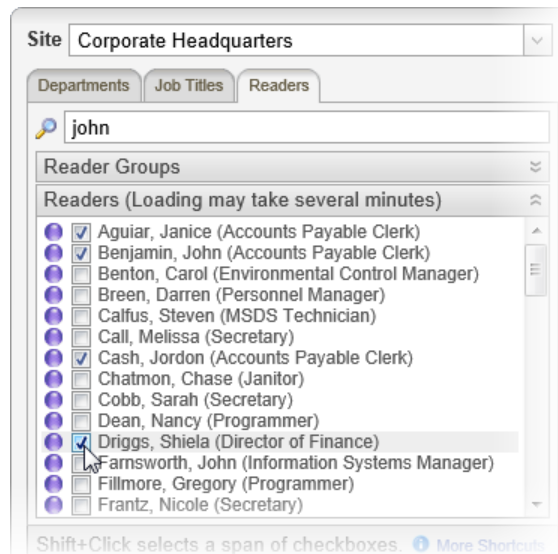 Site Corporate Headquarters
Departments Job Titles Readers
john
Reader Groups
Readers (Loading may take several minutes)
Aguiar, Janice (Accounts Payable Clerk)
Benjamin, John (Accounts Payable Clerk)
Benton, Carol (Environmental Control Manager)
Breen, Darren (Personnel Manager)
Calfus, Steven (MSDS Technician)
Call, Melissa (Secretary)
Cash, Jordon (Accounts Payable Clerk)
Chatmon, Chase (Janitor)
Cobb, Sarah (Secretary)
Dean, Nancy (Programmer)
Driggs, Shiela (Director of Finance)
Farnsworth, John (Information Systems Manager)
Fillmore, Gregory (Programmer)
Frantz, Nicole (Secretary)
Shift+Click selects a span of checkboxes. More Shortcuts